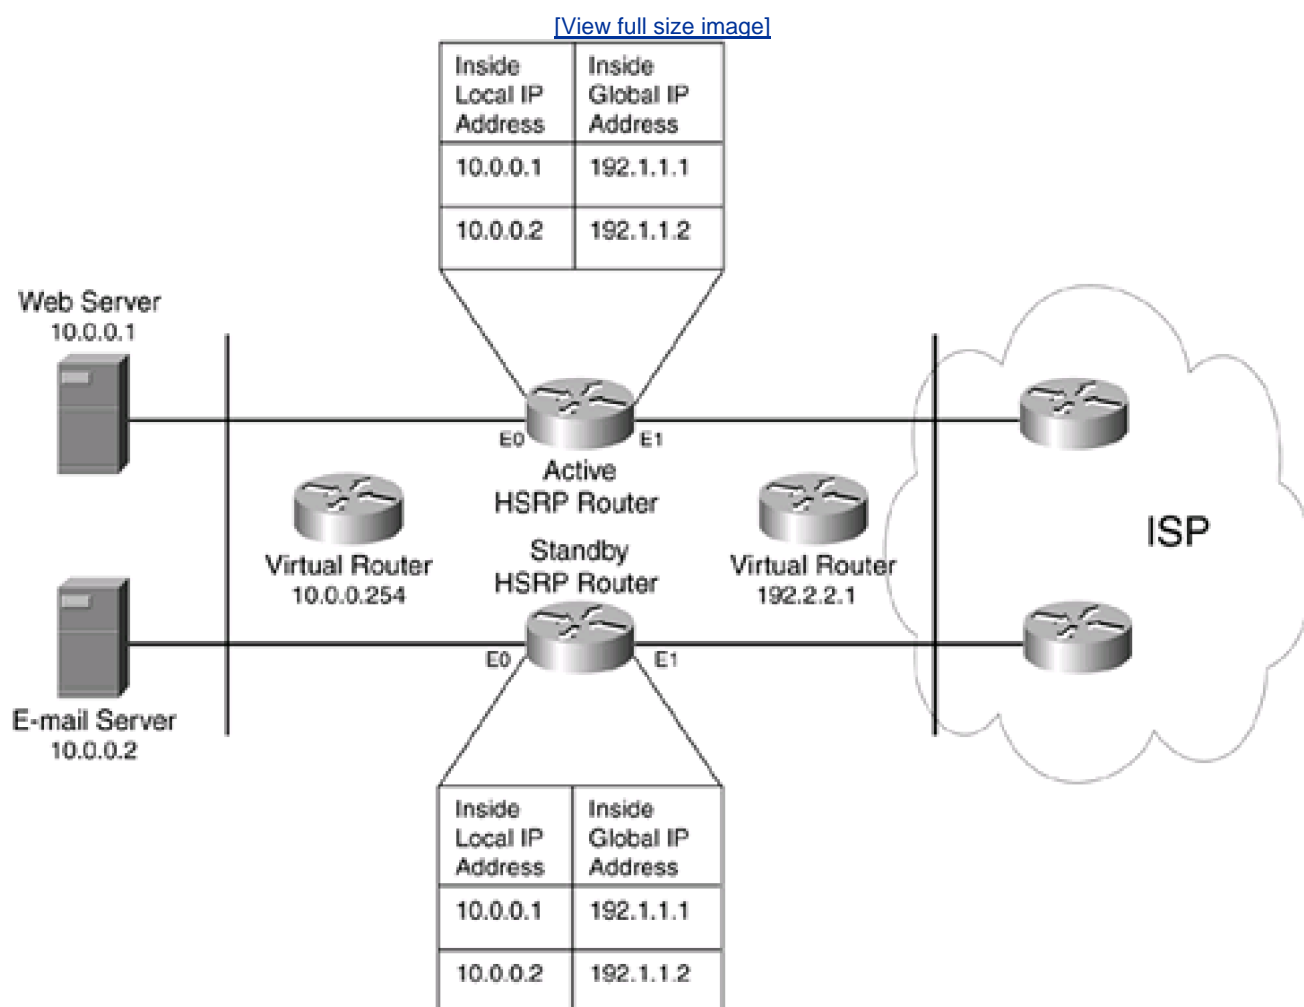 [View full size image]
Inside Local IP Address
Inside Global IP Address
10.0.0.1
192.1.1.1
10.0.0.2
192.1.1.2
Web Server
10.0.0.1
E0
E1
Active
HSRP Router
Virtual Router
10.0.0.254
Standby
HSRP Router
Virtual Router
192.2.2.1
ISP
E0
E1
E-mail Server
10.0.0.2
Inside Local IP Address
Inside Global IP Address
10.0.0.1
192.1.1.1
10.0.0.2
192.1.1.2